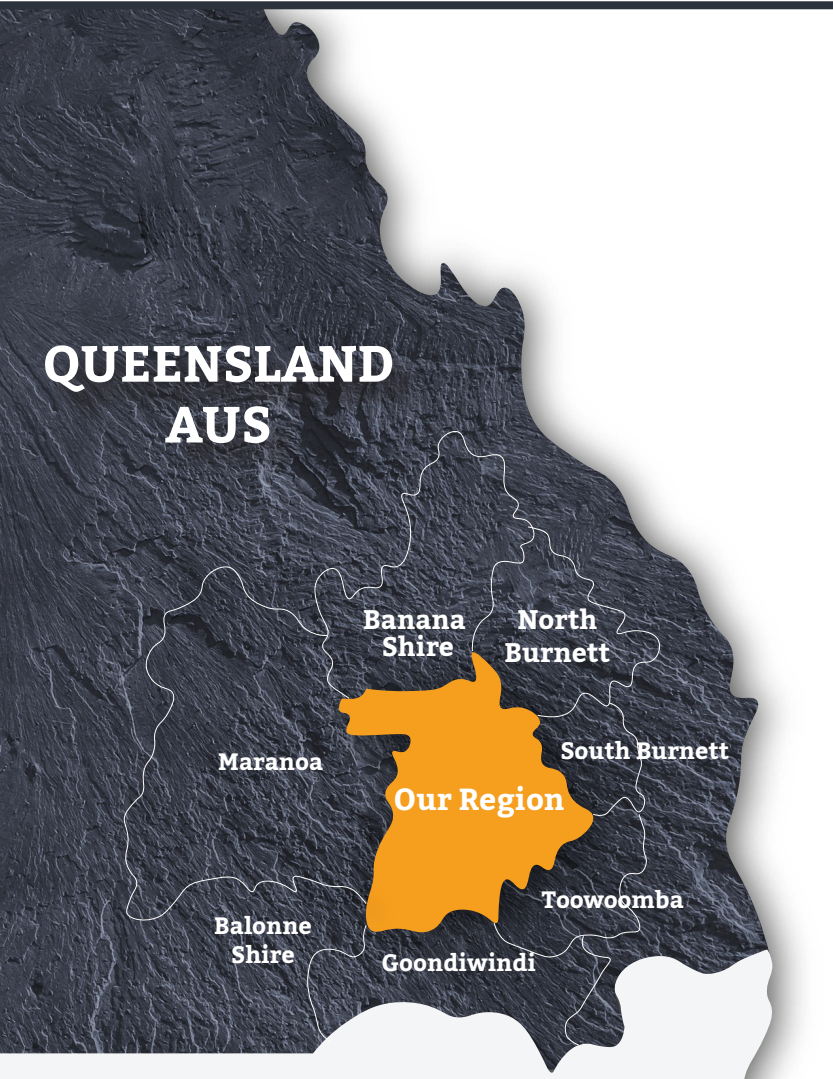 QUEENSLAND
AUS
Banana
Shire
North
Burnett
South Burnett
Maranoa
Our Region
Toowoomba
Balonne
Shire
Goondiwindi